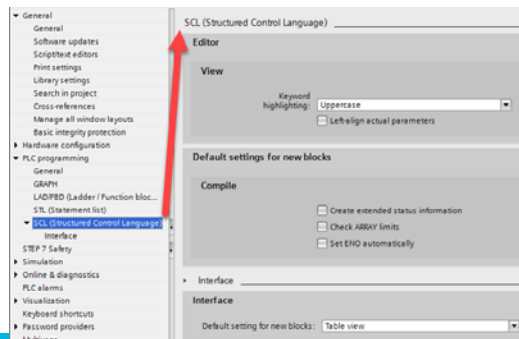 General
General
Software updates
Script/text editors
Print settings
Library settings
Search in project
Cross-references
Manage all window layouts
Basic integrity protection
Hardware configuration
PLC programming
General
GRAPH
LAD/FBD (Ladder / Function bloc...
STL (Statement list)
SCL (Structured Control Language)
Interface
STEP 7 Safety
Simulation
Online & diagnostics
PLC alarms
Visualization
Keyboard shortcuts
Password providers
SCL (Structured Control Language)
Editor
View
Keyword
highlighting: Uppercase
Left-align actual parameters
Default settings for new blocks
Compile
Create extended status information
Check ARRAY limits
Set ENO automatically
Interface
Interface
Default setting for new blocks: Table view